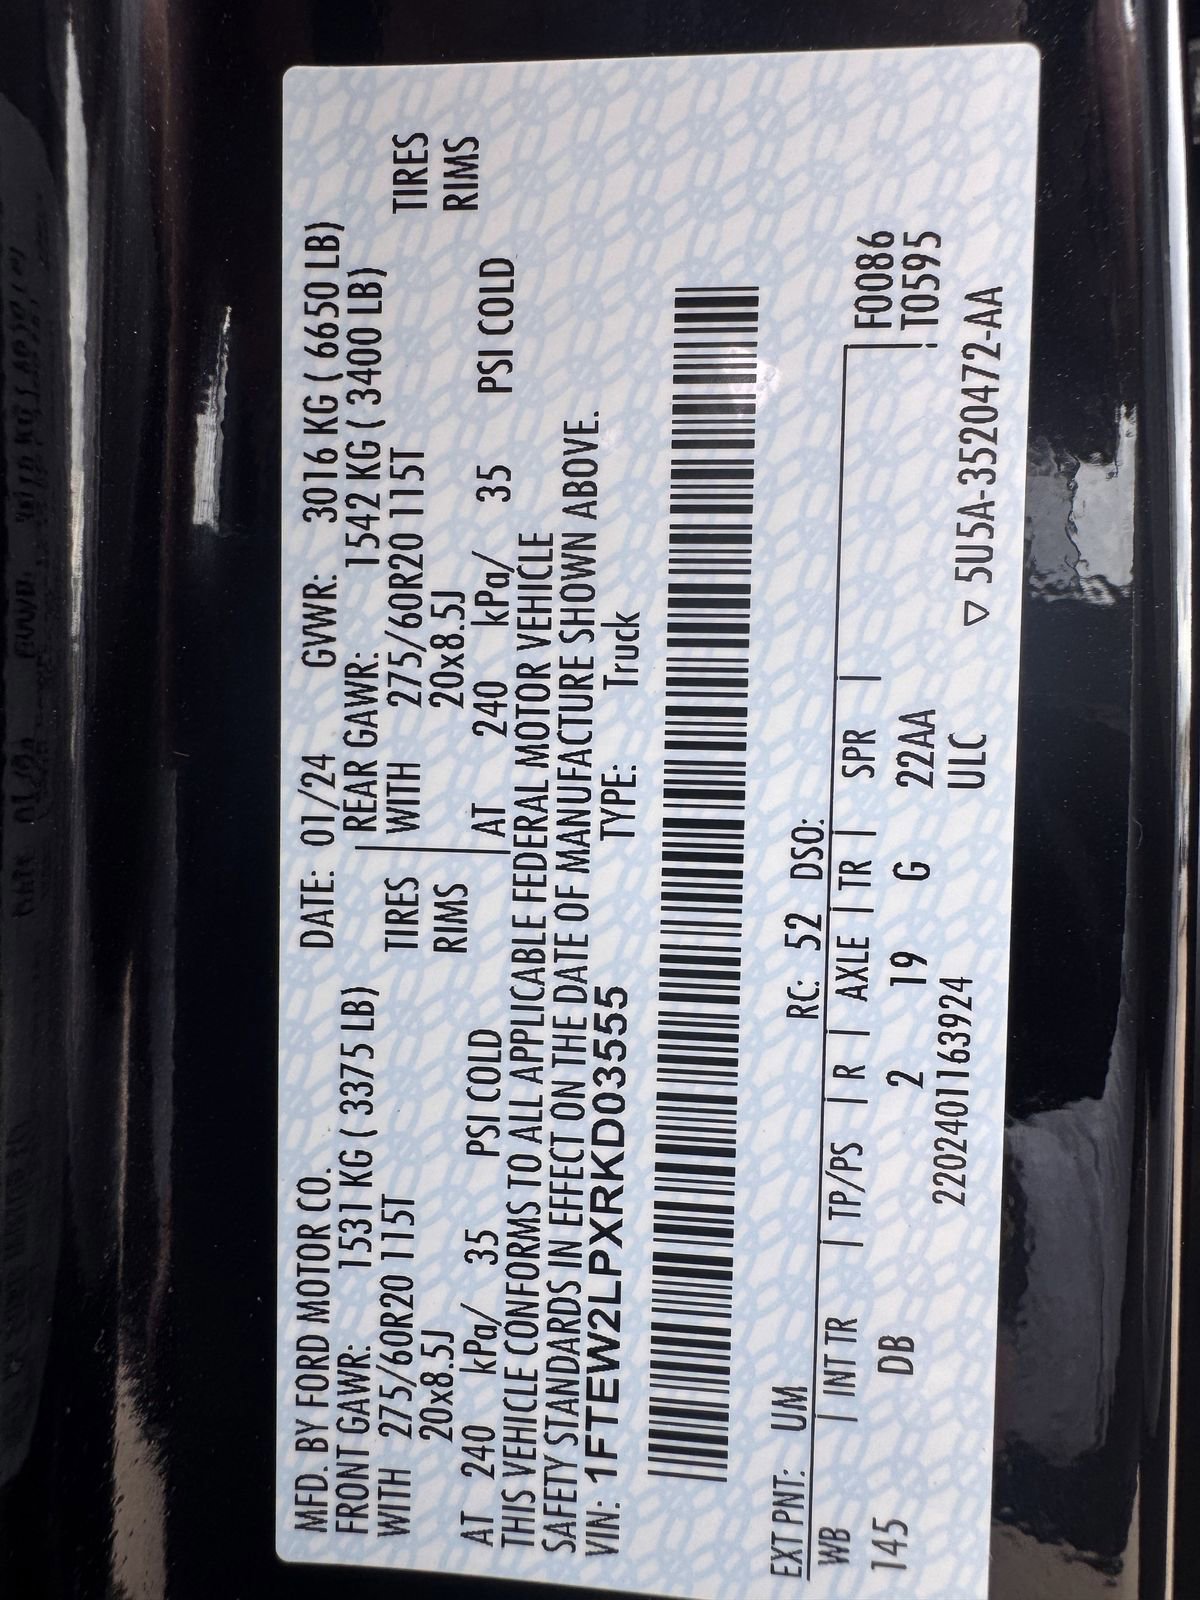 MFD. BY FORD MOTOR CO. DATE: 01/24 GVWR: 3016 KG ( 6650 LB)
FRONT GAWR: 1531 KG ( 3375 LB) REAR GAWR: 1542 KG ( 3400 LB)
WITH 275/60R20 115T TIRES WITH 275/60R20 115T TIRES
20x8.5J RIMS 20x8.5J RIMS
AT 240 kPa/ 35 PSI COLD AT 240 kPa/ 35 PSI COLD
THIS VEHICLE CONFORMS TO ALL APPLICABLE FEDERAL MOTOR VEHICLE
SAFETY STANDARDS IN EFFECT ON THE DATE OF MANUFACTURE SHOWN ABOVE.
VIN: 1FTEW2LPXRKD03555 TYPE: Truck
EXT PNT: UM RC: 52 DSO:
WB | INT TR | TP/PS | R | AXLE | TR | SPR | F0086
145 DB 2 19 G 22AA T0595
2202401163924 ULC
▽ 5U5A-3520472-AA